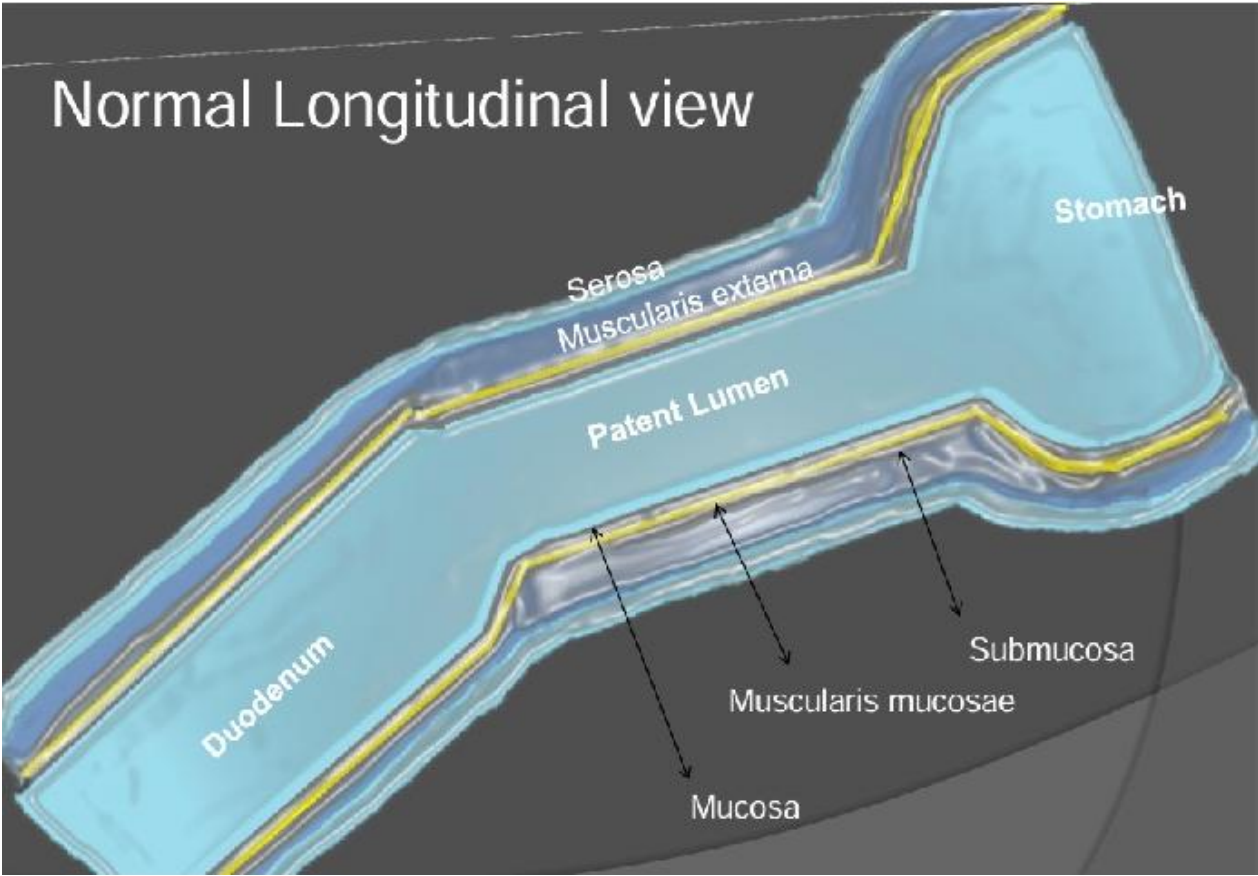 Normal Longitudinal view
Stomach
Serosa
Muscularis externa
Patent Lumen
Duodenum
Submucosa
Muscularis mucosae
Mucosa